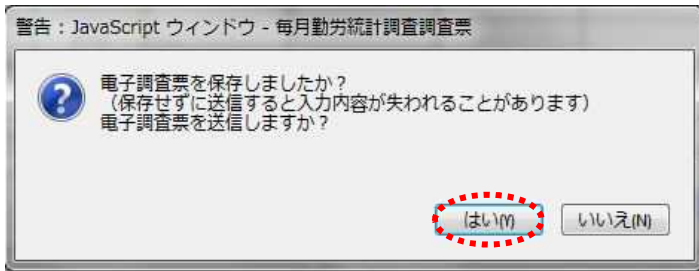 警告：JavaScript ウィンドウ - 毎月勤労統計調査調査票
電子調査票を保存しましたか？
（保存せずに送信すると入力内容が失われることがあります）
電子調査票を送信しますか？
はい(Y)
いいえ(N)